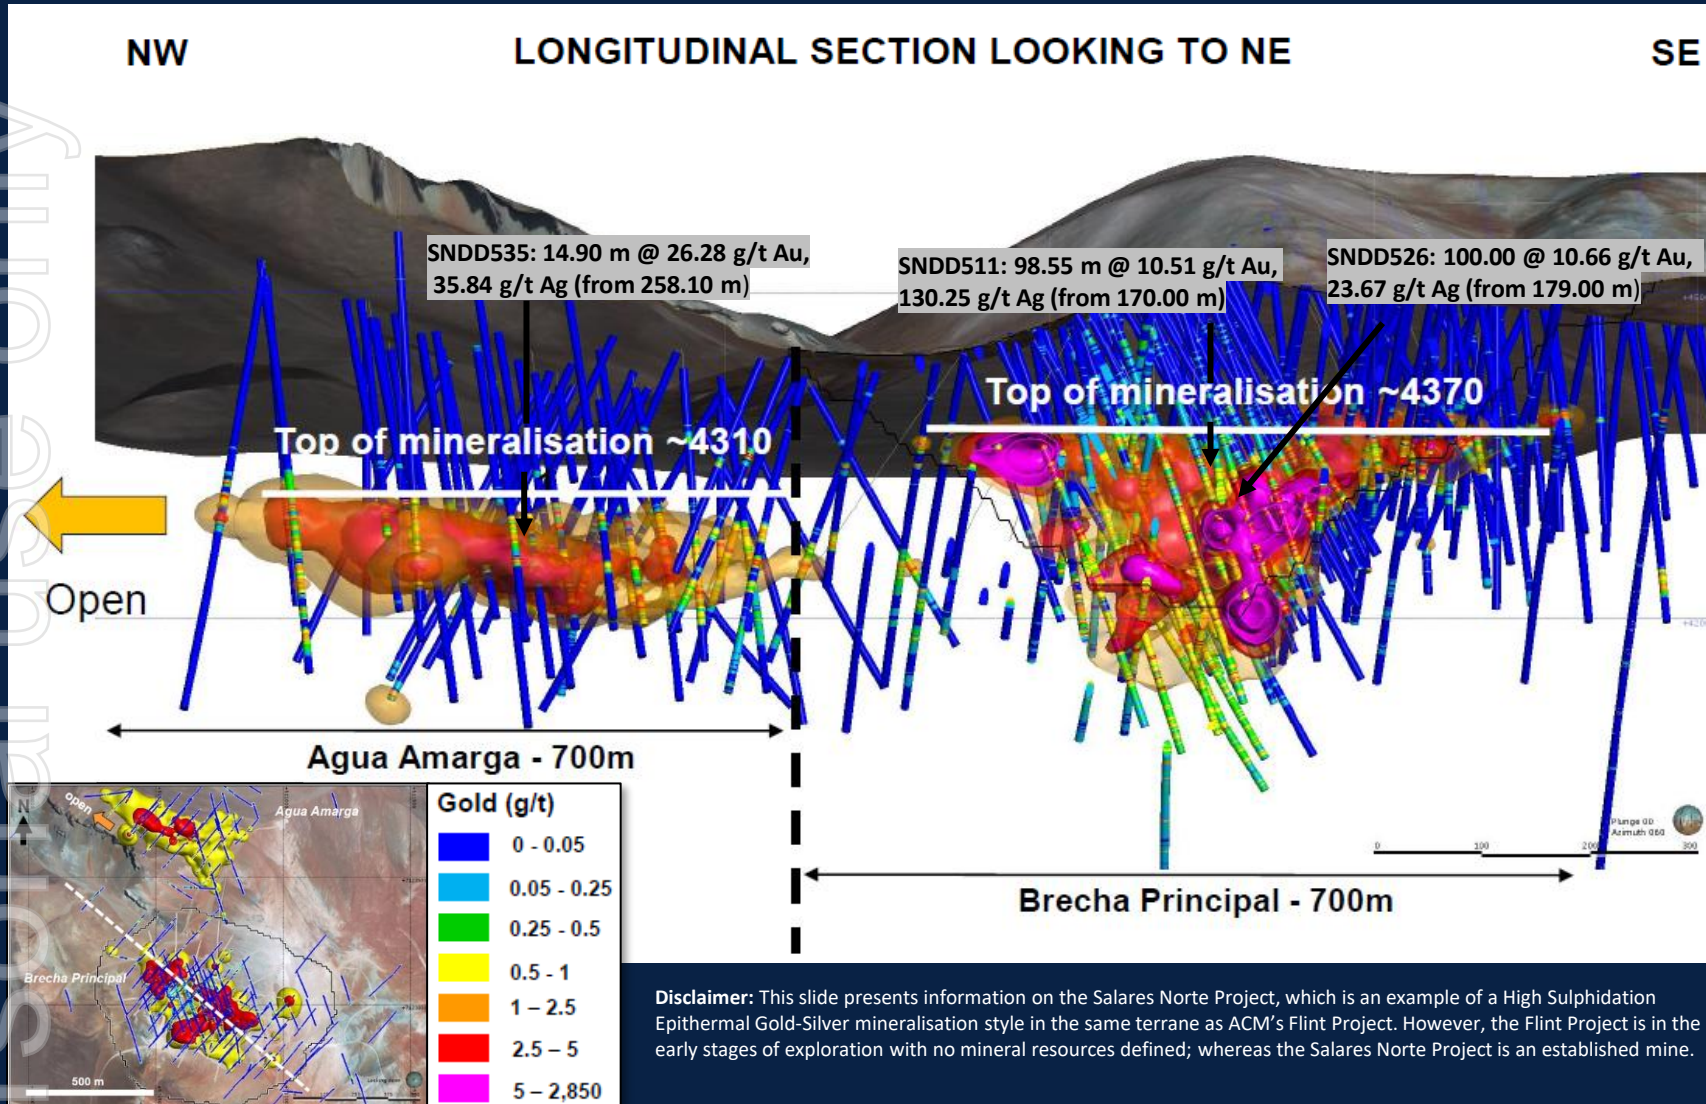 NW
LONGITUDINAL SECTION LOOKING TO NE
SE
SNDD535: 14.90 m @ 26.28 g/t Au,
35.84 g/t Ag (from 258.10 m)
SNDD511: 98.55 m @ 10.51 g/t Au,
130.25 g/t Ag (from 170.00 m)
SNDD526: 100.00 @ 10.66 g/t Au,
23.67 g/t Ag (from 179.00 m)
Top of mineralisation ~4370
Top of mineralisation ~4310
Open
Agua Amarga - 700m
Brecha Principal - 700m
Plunge 00
Azimuth 060
0 100 200 300
N
open
Agua Amarga
Brecha Principal
500 m
Gold (g/t)
0 - 0.05
0.05 - 0.25
0.25 - 0.5
0.5 - 1
1 – 2.5
2.5 – 5
5 – 2,850
Disclaimer: This slide presents information on the Salares Norte Project, which is an example of a High Sulphidation
Epithermal Gold-Silver mineralisation style in the same terrane as ACM's Flint Project. However, the Flint Project is in the
early stages of exploration with no mineral resources defined; whereas the Salares Norte Project is an established mine.
use only